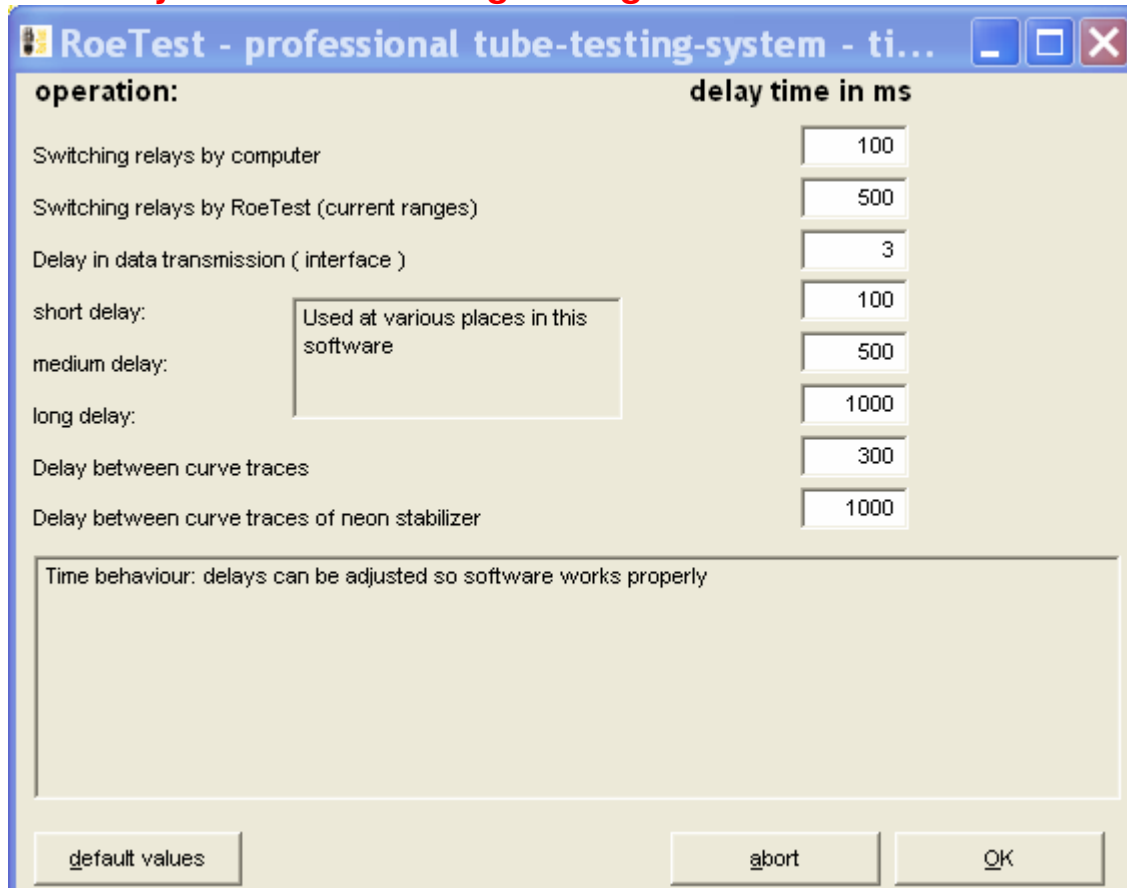 RoeTest - professional tube-testing-system - ti...
operation: delay time in ms
Switching relays by computer 100
Switching relays by RoeTest (current ranges) 500
Delay in data transmission ( interface ) 3
short delay: 100
Used at various places in this
software
medium delay: 500
long delay: 1000
Delay between curve traces 300
Delay between curve traces of neon stabilizer 1000
Time behaviour: delays can be adjusted so software works properly
default values abort OK